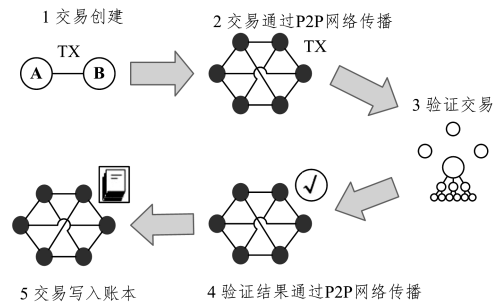 1 交易创建
TX
A
B
2 交易通过P2P网络传播
TX
3 验证交易
4 验证结果通过P2P网络传播
5 交易写入账本